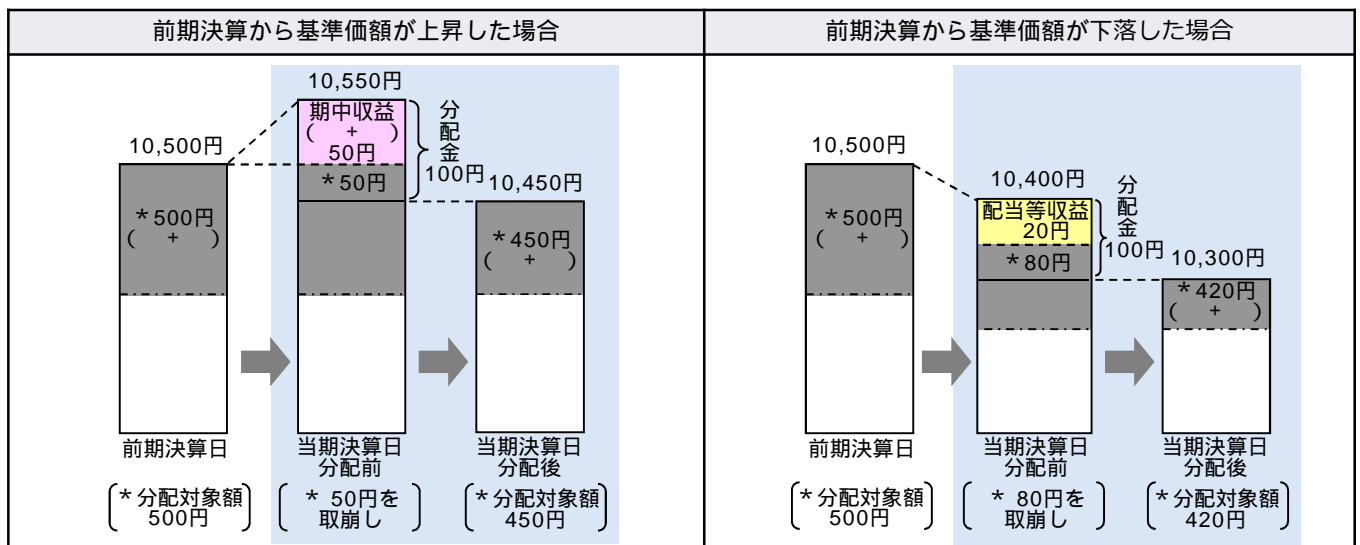 前期決算から基準価額が上昇した場合
10,550円
期中収益
( + )
50円
分配金
100円
10,500円
*50円
10,450円
*500円
( + )
*450円
( + )
前期決算日
当期決算日
分配前
当期決算日
分配後
*分配対象額
500円
* 50円を
取崩し
*分配対象額
450円
前期決算から基準価額が下落した場合
10,500円
10,400円
配当等収益
20円
分配金
100円
*500円
( + )
*80円
10,300円
*420円
( + )
前期決算日
当期決算日
分配前
当期決算日
分配後
*分配対象額
500円
* 80円を
取崩し
*分配対象額
420円